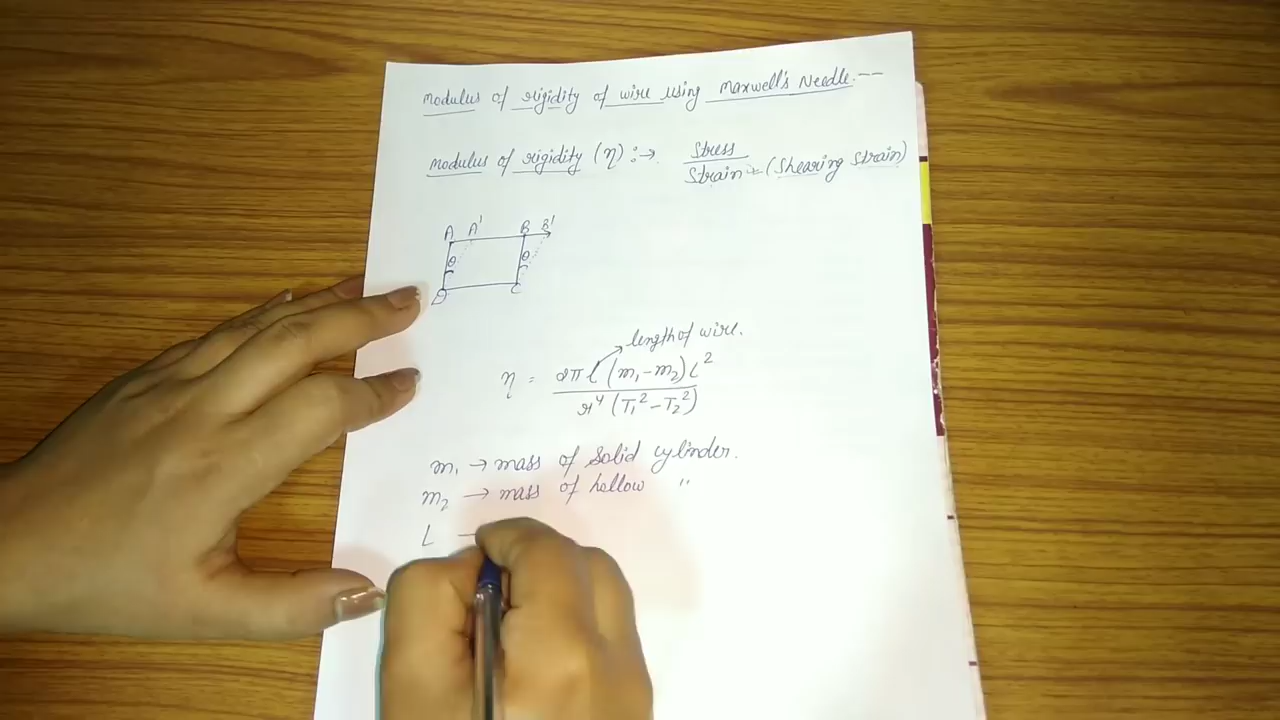 Modulus of rigidity of wire using Maxwell's Needle.--
Modulus of rigidity (η) :→ Stress
Strain → (Shearing Strain)
A A' B B'
θ θ
D C
length of wire.
η = 2πl (m₁-m₂)L²
r⁴ (T₁²-T₂²)
m₁ → mass of solid cylinder.
m₂ → mass of hollow "
L →